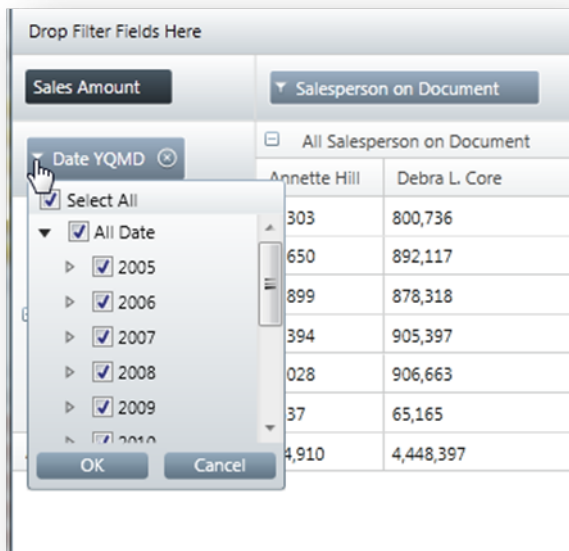 Drop Filter Fields Here
Sales Amount
Salesperson on Document
Date YQMD
All Salesperson on Document
Annette Hill Debra L. Core
Select All
303 800,736
All Date
650 892,117
2005
899 878,318
2006
394 905,397
2007
028 906,663
2008
37 65,165
2009
4,910 4,448,397
2010
OK Cancel